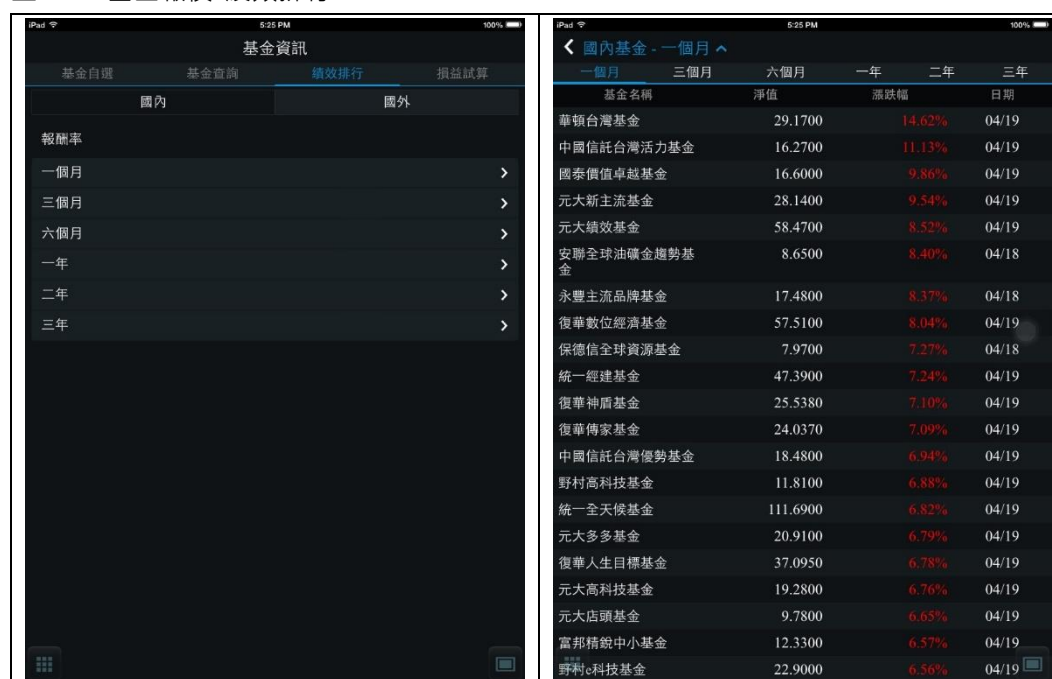 iPad 5:25 PM 100%
基金資訊
基金自選 基金查詢 績效排行 損益試算
國內 國外
報酬率
一個月
三個月
六個月
一年
二年
三年
iPad 5:25 PM 100%
國內基金 - 一個月
一個月 三個月 六個月 一年 二年 三年
基金名稱 淨值 漲跌幅 日期
華頓台灣基金 29.1700 14.62% 04/19
中國信託台灣活力基金 16.2700 11.13% 04/19
國泰價值卓越基金 16.6000 9.86% 04/19
元大新主流基金 28.1400 9.54% 04/19
元大績效基金 58.4700 8.52% 04/19
安聯全球油礦金趨勢基 8.6500 8.40% 04/18
金
永豐主流品牌基金 17.4800 8.37% 04/18
復華數位經濟基金 57.5100 8.04% 04/19
保德信全球資源基金 7.9700 7.27% 04/18
統一經建基金 47.3900 7.24% 04/19
復華神盾基金 25.5380 7.10% 04/19
復華傳家基金 24.0370 7.09% 04/19
中國信託台灣優勢基金 18.4800 6.94% 04/19
野村高科技基金 11.8100 6.88% 04/19
統一全天候基金 111.6900 6.82% 04/19
元大多多基金 20.9100 6.79% 04/19
復華人生目標基金 37.0950 6.78% 04/19
元大高科技基金 19.2800 6.76% 04/19
元大店頭基金 9.7800 6.65% 04/19
富邦精銳中小基金 12.3300 6.57% 04/19
野村e科技基金 22.9000 6.56% 04/19